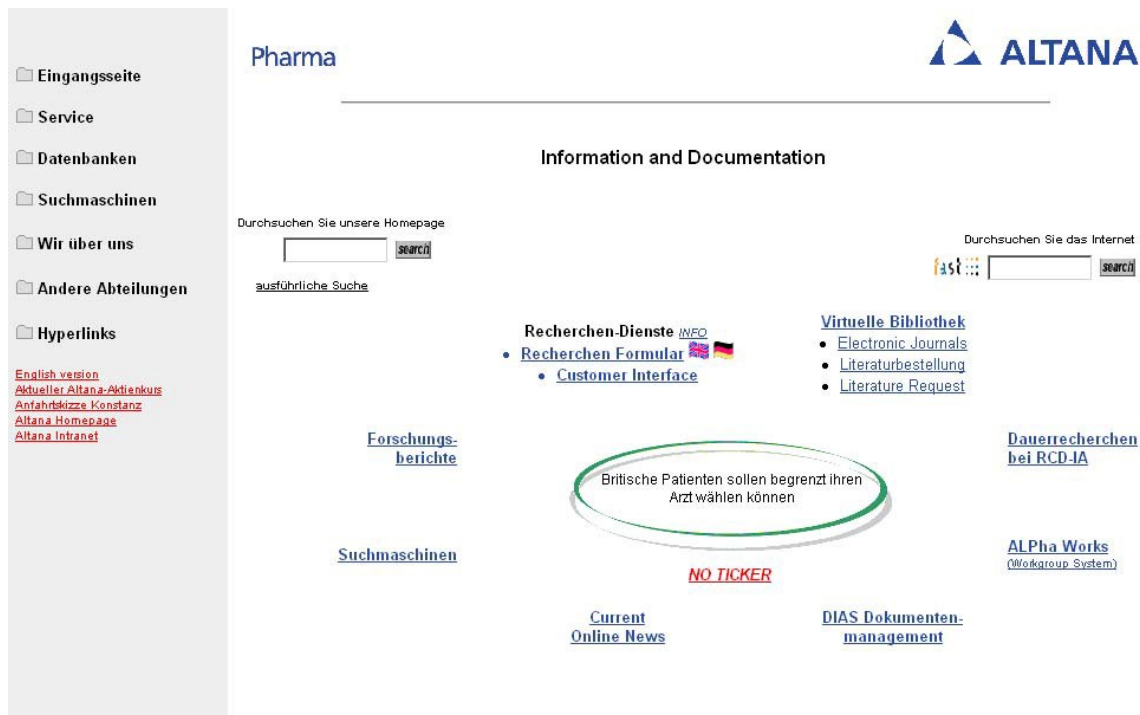 Eingangsseite
Service
Datenbanken
Suchmaschinen
Wir über uns
Andere Abteilungen
Hyperlinks
English version
Aktueller Altana-Aktienkurs
Anfahrtskizze Konstanz
Altana Homepage
Altana Intranet
Pharma
ALTANA
Information and Documentation
Durchsuchen Sie unsere Homepage
search
ausführliche Suche
Durchsuchen Sie das Internet
fast
search
Recherchen-Dienste INFO
• Recherchen Formular
• Customer Interface
Virtuelle Bibliothek
• Electronic Journals
• Literaturbestellung
• Literature Request
Forschungs-
berichte
Dauerrecherchen
bei RCD-IA
Britische Patienten sollen begrenzt ihren
Arzt wählen können
Suchmaschinen
ALPha Works
(Workgroup System)
NO TICKER
Current
Online News
DIAS Dokumenten-
management